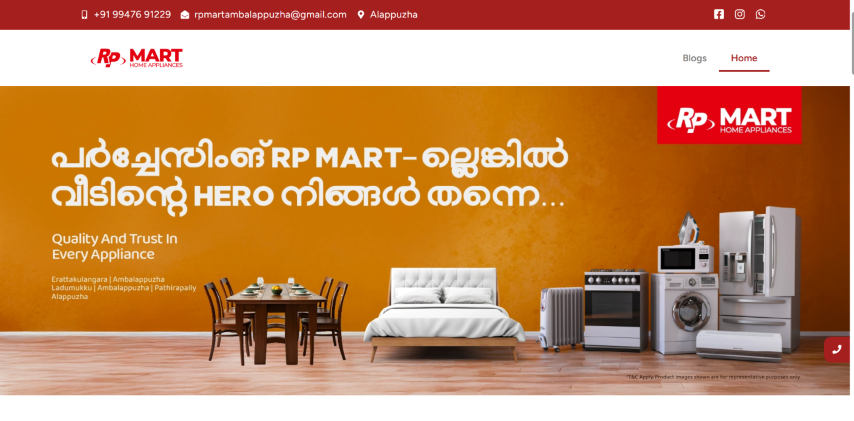 +91 99476 91229
rpmartambalappuzha@gmail.com
Alappuzha
Rp MART
HOME APPLIANCES
Blogs
Home
Rp MART
HOME APPLIANCES
പർച്ചേസിംങ് RP MART- ല്ലെങ്കിൽ
വീടിന്റെ HERO നിങ്ങൾ തന്നെ...
Quality And Trust In
Every Appliance
Erattakulangara | Ambalappuzha
Ladumukku | Ambalappuzha | Pathirapally
Alappuzha
*T&C Apply. Product images shown are for representative purposes only.